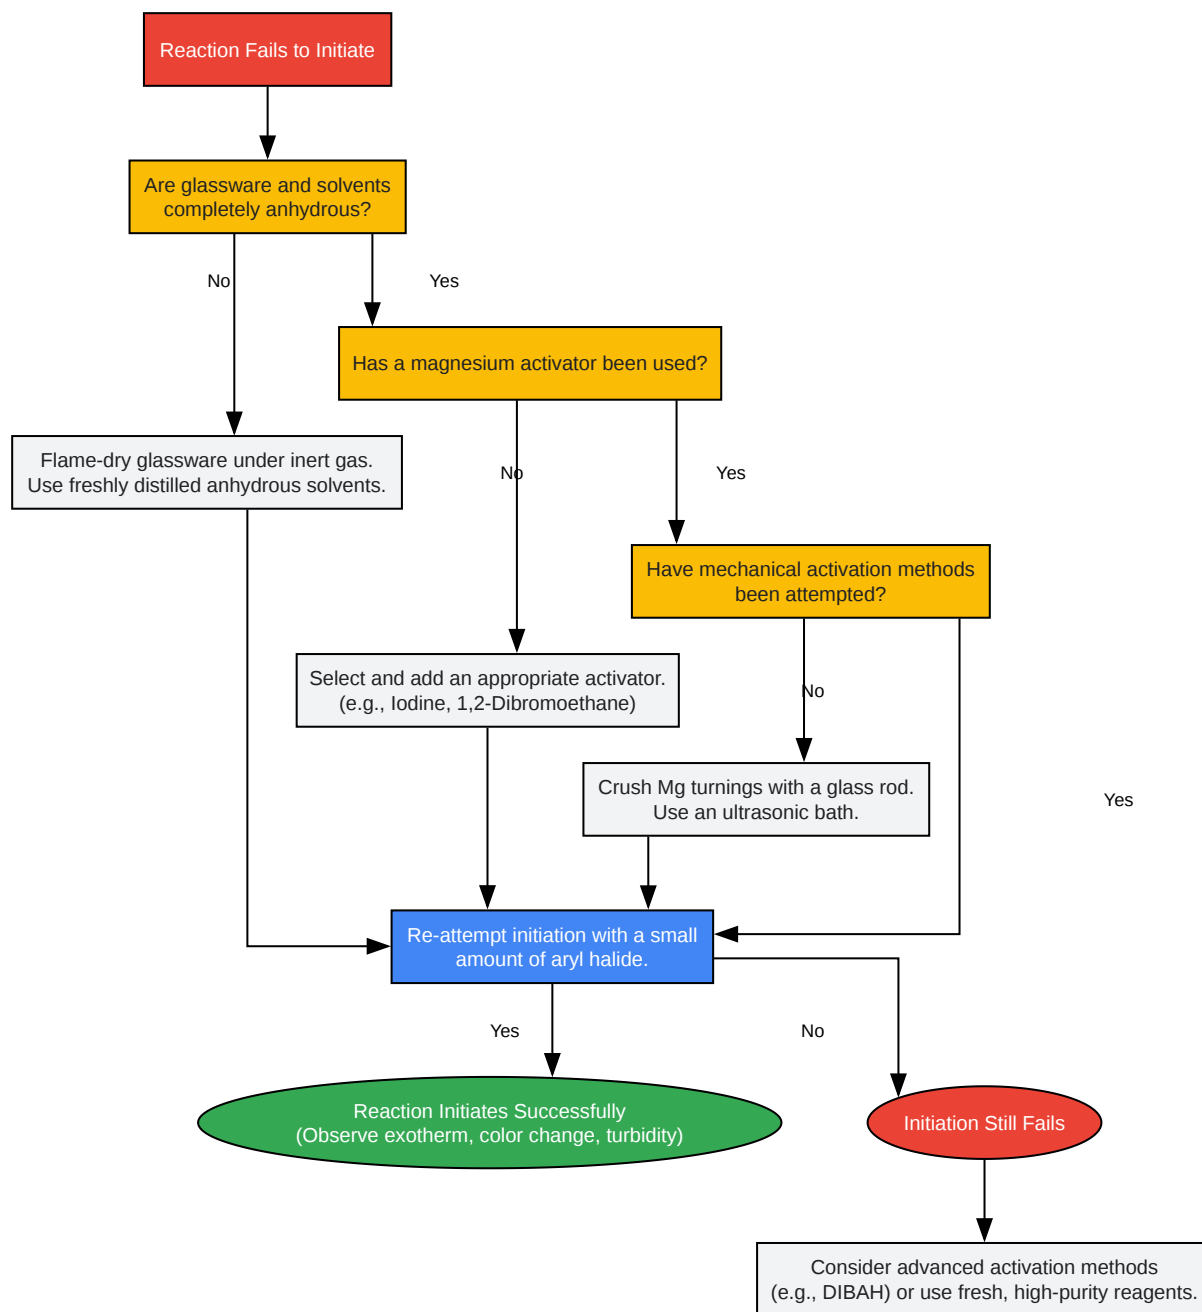 Reaction Fails to Initiate
Are glassware and solvents
completely anhydrous?
No
Yes
Has a magnesium activator been used?
Flame-dry glassware under inert gas.
Use freshly distilled anhydrous solvents.
No
Yes
Have mechanical activation methods
been attempted?
Select and add an appropriate activator.
(e.g., Iodine, 1,2-Dibromoethane)
No
Crush Mg turnings with a glass rod.
Use an ultrasonic bath.
Yes
Re-attempt initiation with a small
amount of aryl halide.
Yes
No
Reaction Initiates Successfully
(Observe exotherm, color change, turbidity)
Initiation Still Fails
Consider advanced activation methods
(e.g., DIBAH) or use fresh, high-purity reagents.